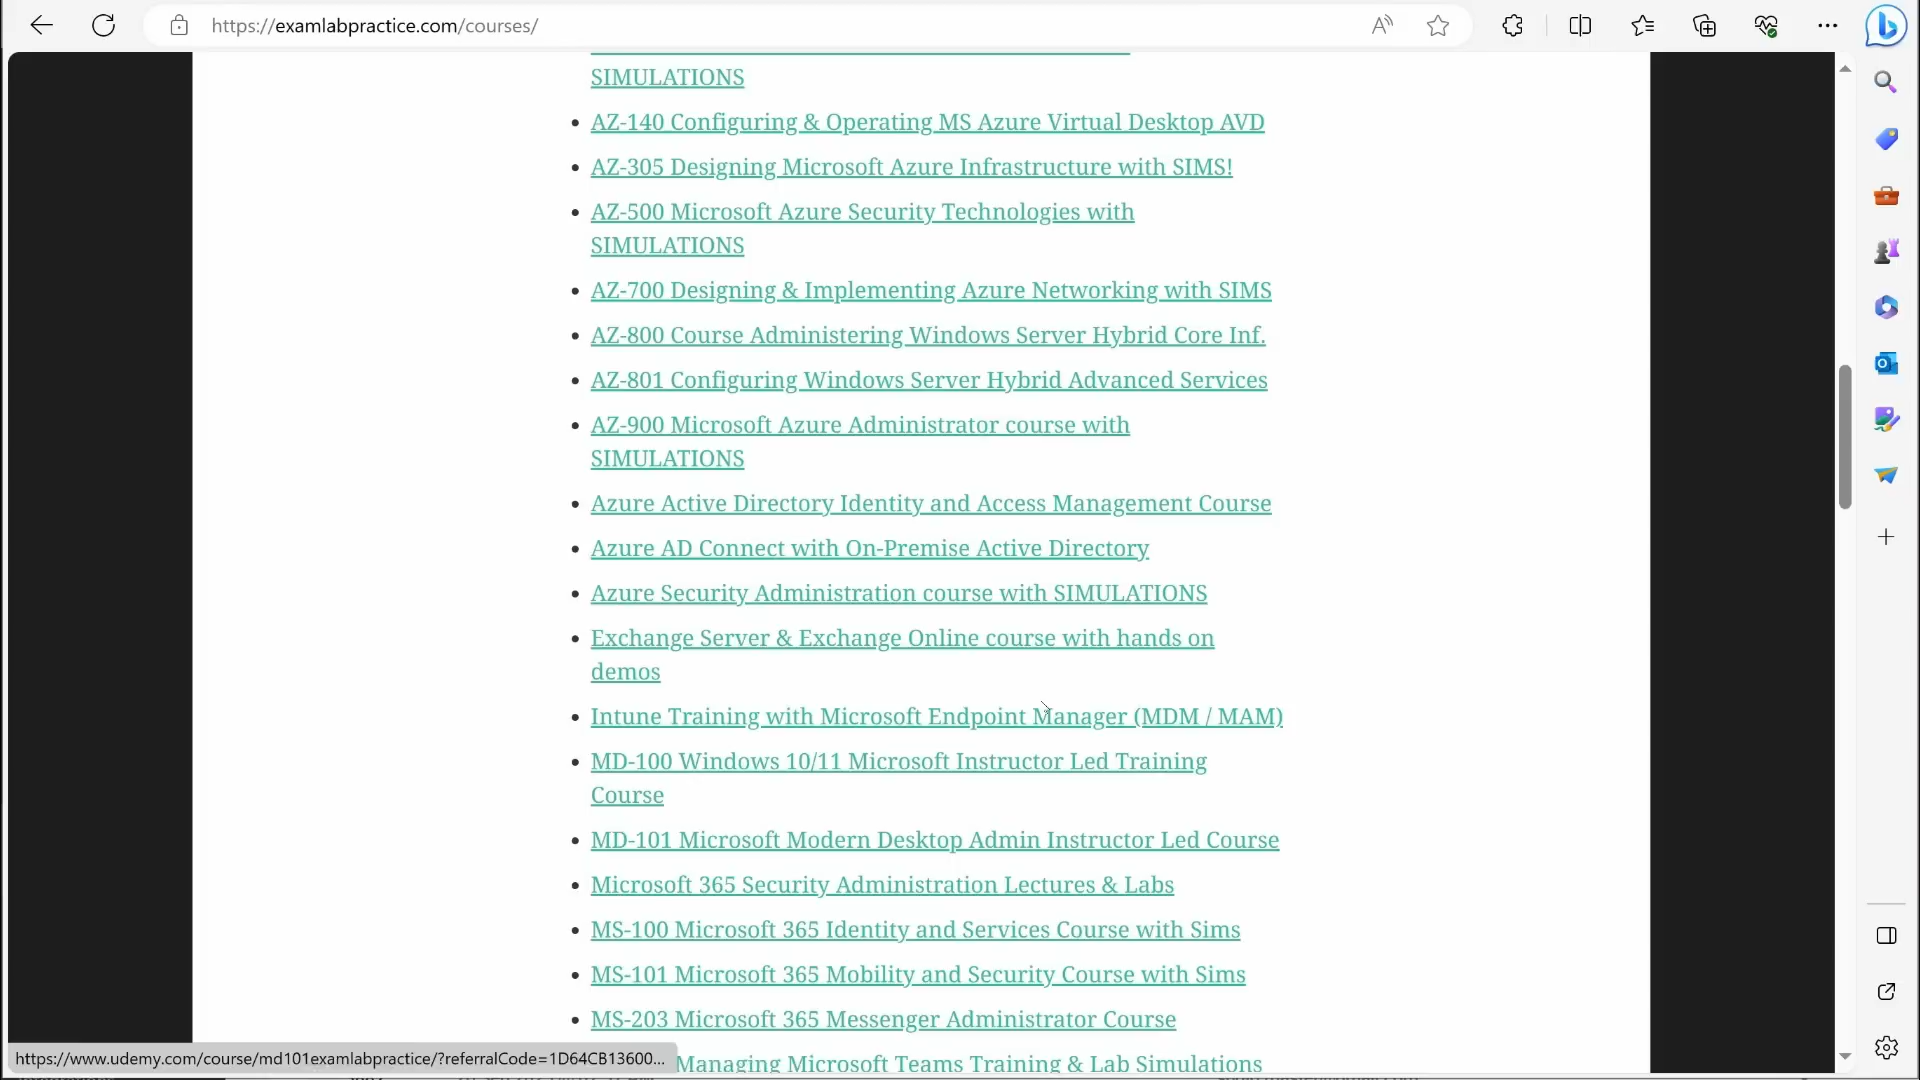 https://examlabpractice.com/courses/
SIMULATIONS
AZ-140 Configuring & Operating MS Azure Virtual Desktop AVD
AZ-305 Designing Microsoft Azure Infrastructure with SIMS!
AZ-500 Microsoft Azure Security Technologies with
SIMULATIONS
AZ-700 Designing & Implementing Azure Networking with SIMS
AZ-800 Course Administering Windows Server Hybrid Core Inf.
AZ-801 Configuring Windows Server Hybrid Advanced Services
AZ-900 Microsoft Azure Administrator course with
SIMULATIONS
Azure Active Directory Identity and Access Management Course
Azure AD Connect with On-Premise Active Directory
Azure Security Administration course with SIMULATIONS
Exchange Server & Exchange Online course with hands on
demos
Intune Training with Microsoft Endpoint Manager (MDM / MAM)
MD-100 Windows 10/11 Microsoft Instructor Led Training
Course
MD-101 Microsoft Modern Desktop Admin Instructor Led Course
Microsoft 365 Security Administration Lectures & Labs
MS-100 Microsoft 365 Identity and Services Course with Sims
MS-101 Microsoft 365 Mobility and Security Course with Sims
MS-203 Microsoft 365 Messenger Administrator Course
Managing Microsoft Teams Training & Lab Simulations
https://www.udemy.com/course/md101examlabpractice/?referralCode=1D64CB13600...